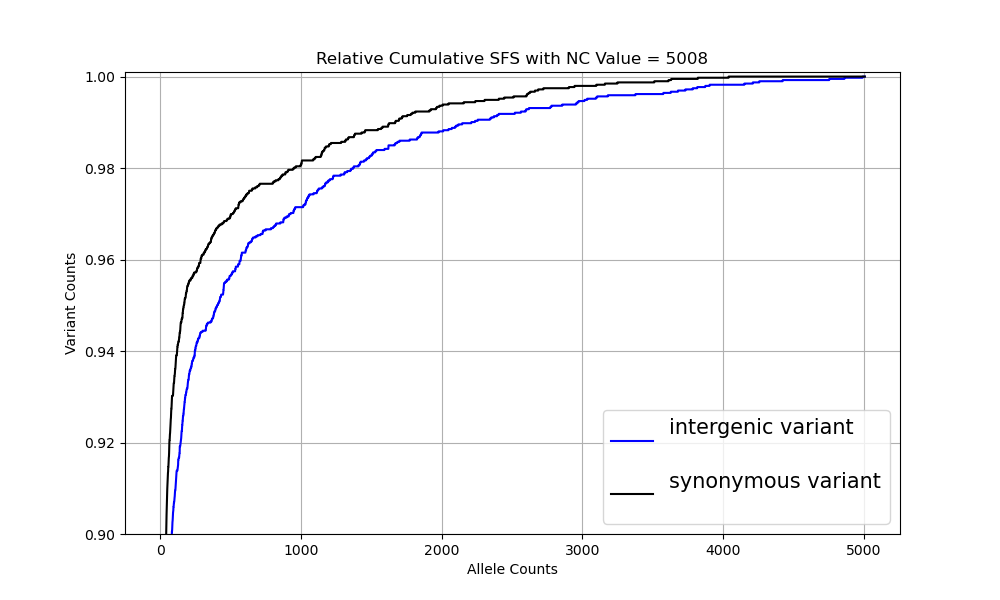 Relative Cumulative SFS with NC Value = 5008
Variant Counts
1.00
0.98
0.96
0.94
0.92
0.90
intergenic variant
synonymous variant
0 1000 2000 3000 4000 5000
Allele Counts